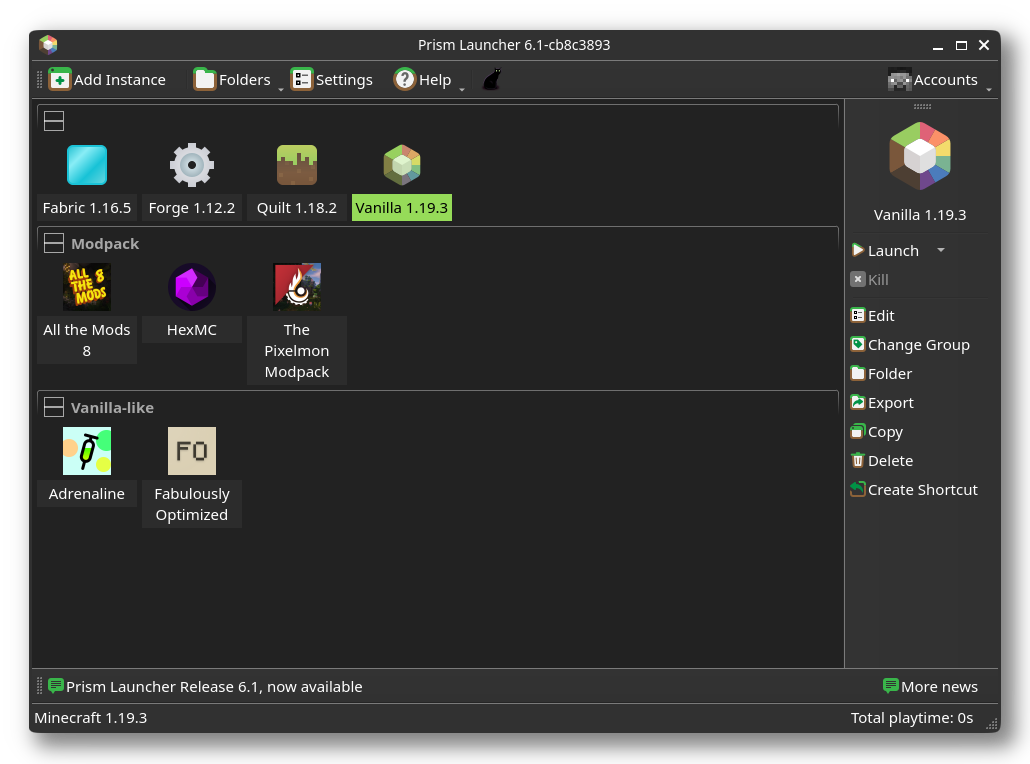 Prism Launcher 6.1-cb8c3893
Add Instance Folders Settings Help Accounts
Fabric 1.16.5 Forge 1.12.2 Quilt 1.18.2 Vanilla 1.19.3
Modpack
ALL THE MODS 8
All the Mods 8
HexMC
The Pixelmon Modpack
Vanilla-like
FO
Adrenaline
Fabulously Optimized
Vanilla 1.19.3
Launch
Kill
Edit
Change Group
Folder
Export
Copy
Delete
Create Shortcut
Prism Launcher Release 6.1, now available
More news
Minecraft 1.19.3
Total playtime: 0s